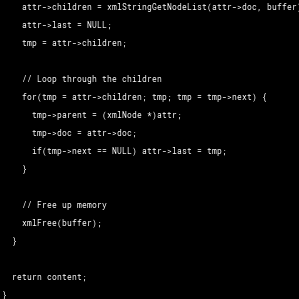 attr->children = xmlStringGetNodeList(attr->doc, buffer)
attr->last = NULL;
tmp = attr->children;
// Loop through the children
for(tmp = attr->children; tmp; tmp = tmp->next) {
tmp->parent = (xmlNode *)attr;
tmp->doc = attr->doc;
if(tmp->next == NULL) attr->last = tmp;
}
// Free up memory
xmlFree(buffer);
}
return content;
}